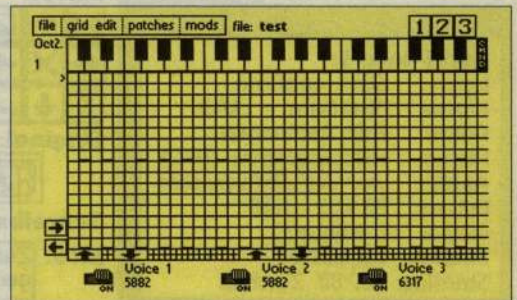 file grid edit patches mods file: test 1 2 3
Oct2.
1
Voice 1 Voice 2 Voice 3
ON 5882 ON 5882 ON 6317